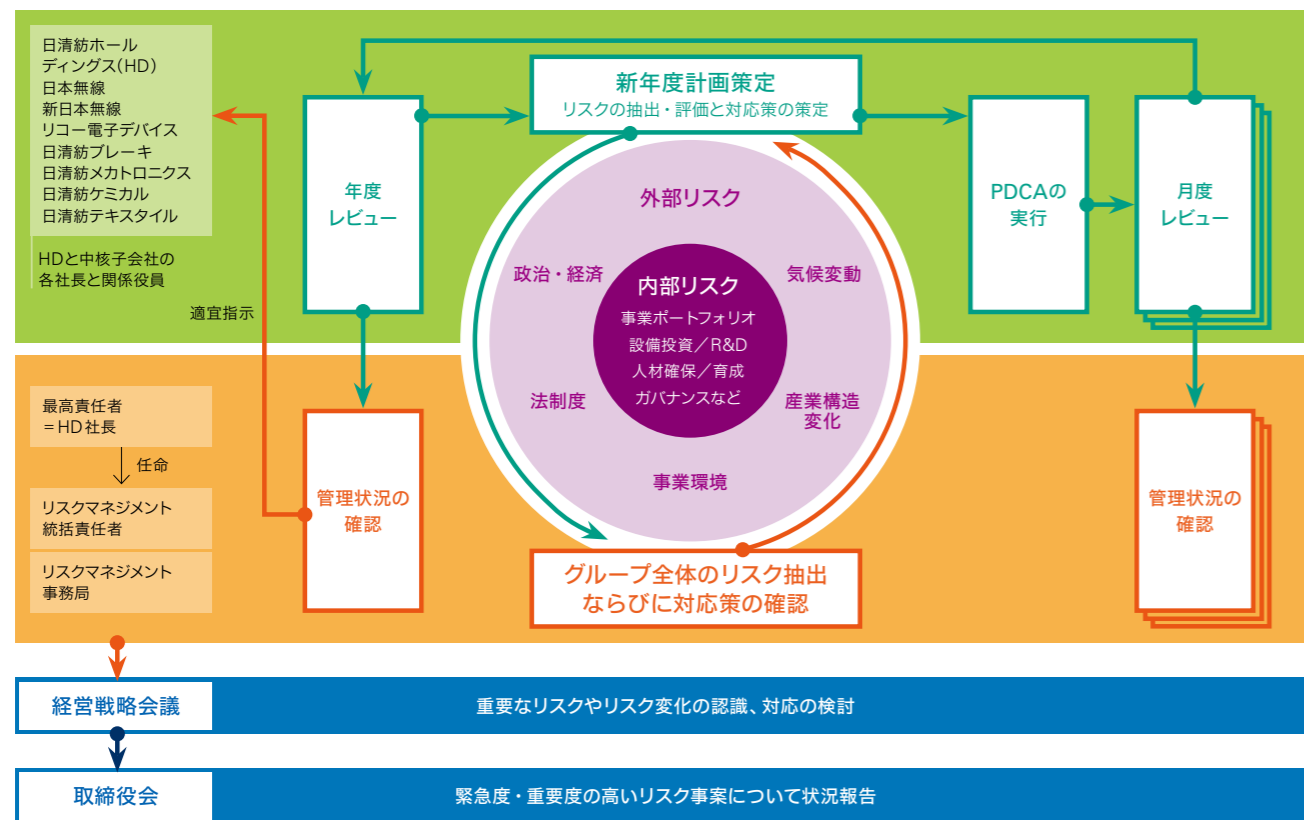 日清紡ホール
ディングス(HD)
日本無線
新日本無線
リコー電子デバイス
日清紡ブレーキ
日清紡メカトロニクス
日清紡ケミカル
日清紡テキスタイル
HDと中核子会社の
各社長と関係役員
適宜指示
年度
レビュー
新年度計画策定
リスクの抽出・評価と対応策の策定
PDCAの
実行
月度
レビュー
外部リスク
政治・経済
気候変動
内部リスク
事業ポートフォリオ
設備投資／R&D
人材確保／育成
ガバナンスなど
法制度
産業構造
変化
事業環境
最高責任者
＝HD社長
任命
リスクマネジメント
統括責任者
リスクマネジメント
事務局
管理状況の
確認
グループ全体のリスク抽出
ならびに対応策の確認
管理状況の
確認
経営戦略会議
重要なリスクやリスク変化の認識、対応の検討
取締役会
緊急度・重要度の高いリスク事案について状況報告